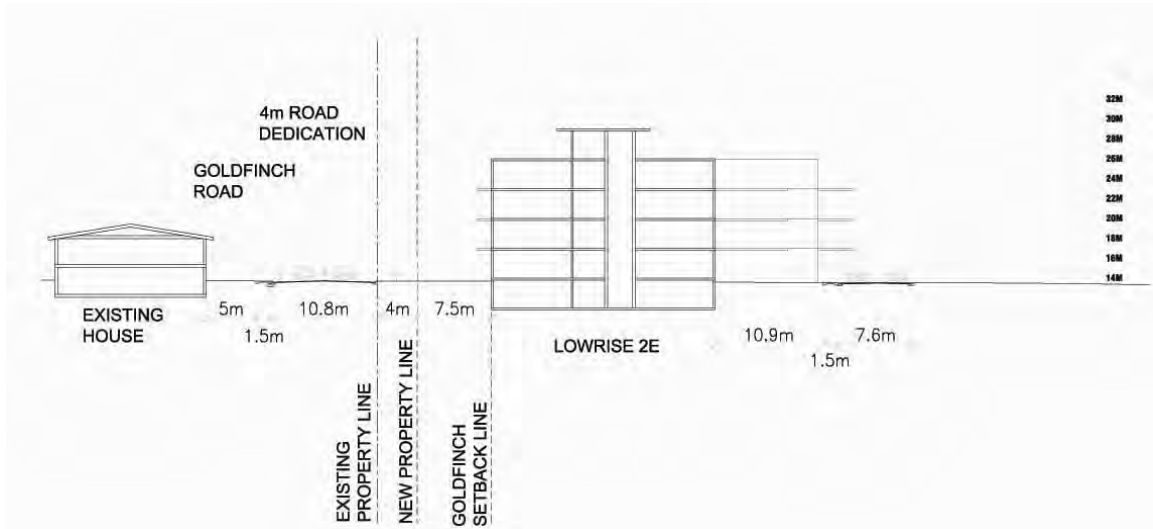 4m ROAD
DEDICATION
GOLDFINCH
ROAD
32M
30M
28M
26M
24M
22M
20M
18M
16M
14M
EXISTING
HOUSE
5m
1.5m
10.8m
4m
7.5m
LOWRISE 2E
10.9m
1.5m
7.6m
EXISTING
PROPERTY LINE
NEW PROPERTY LINE
GOLDFINCH
SETBACK LINE